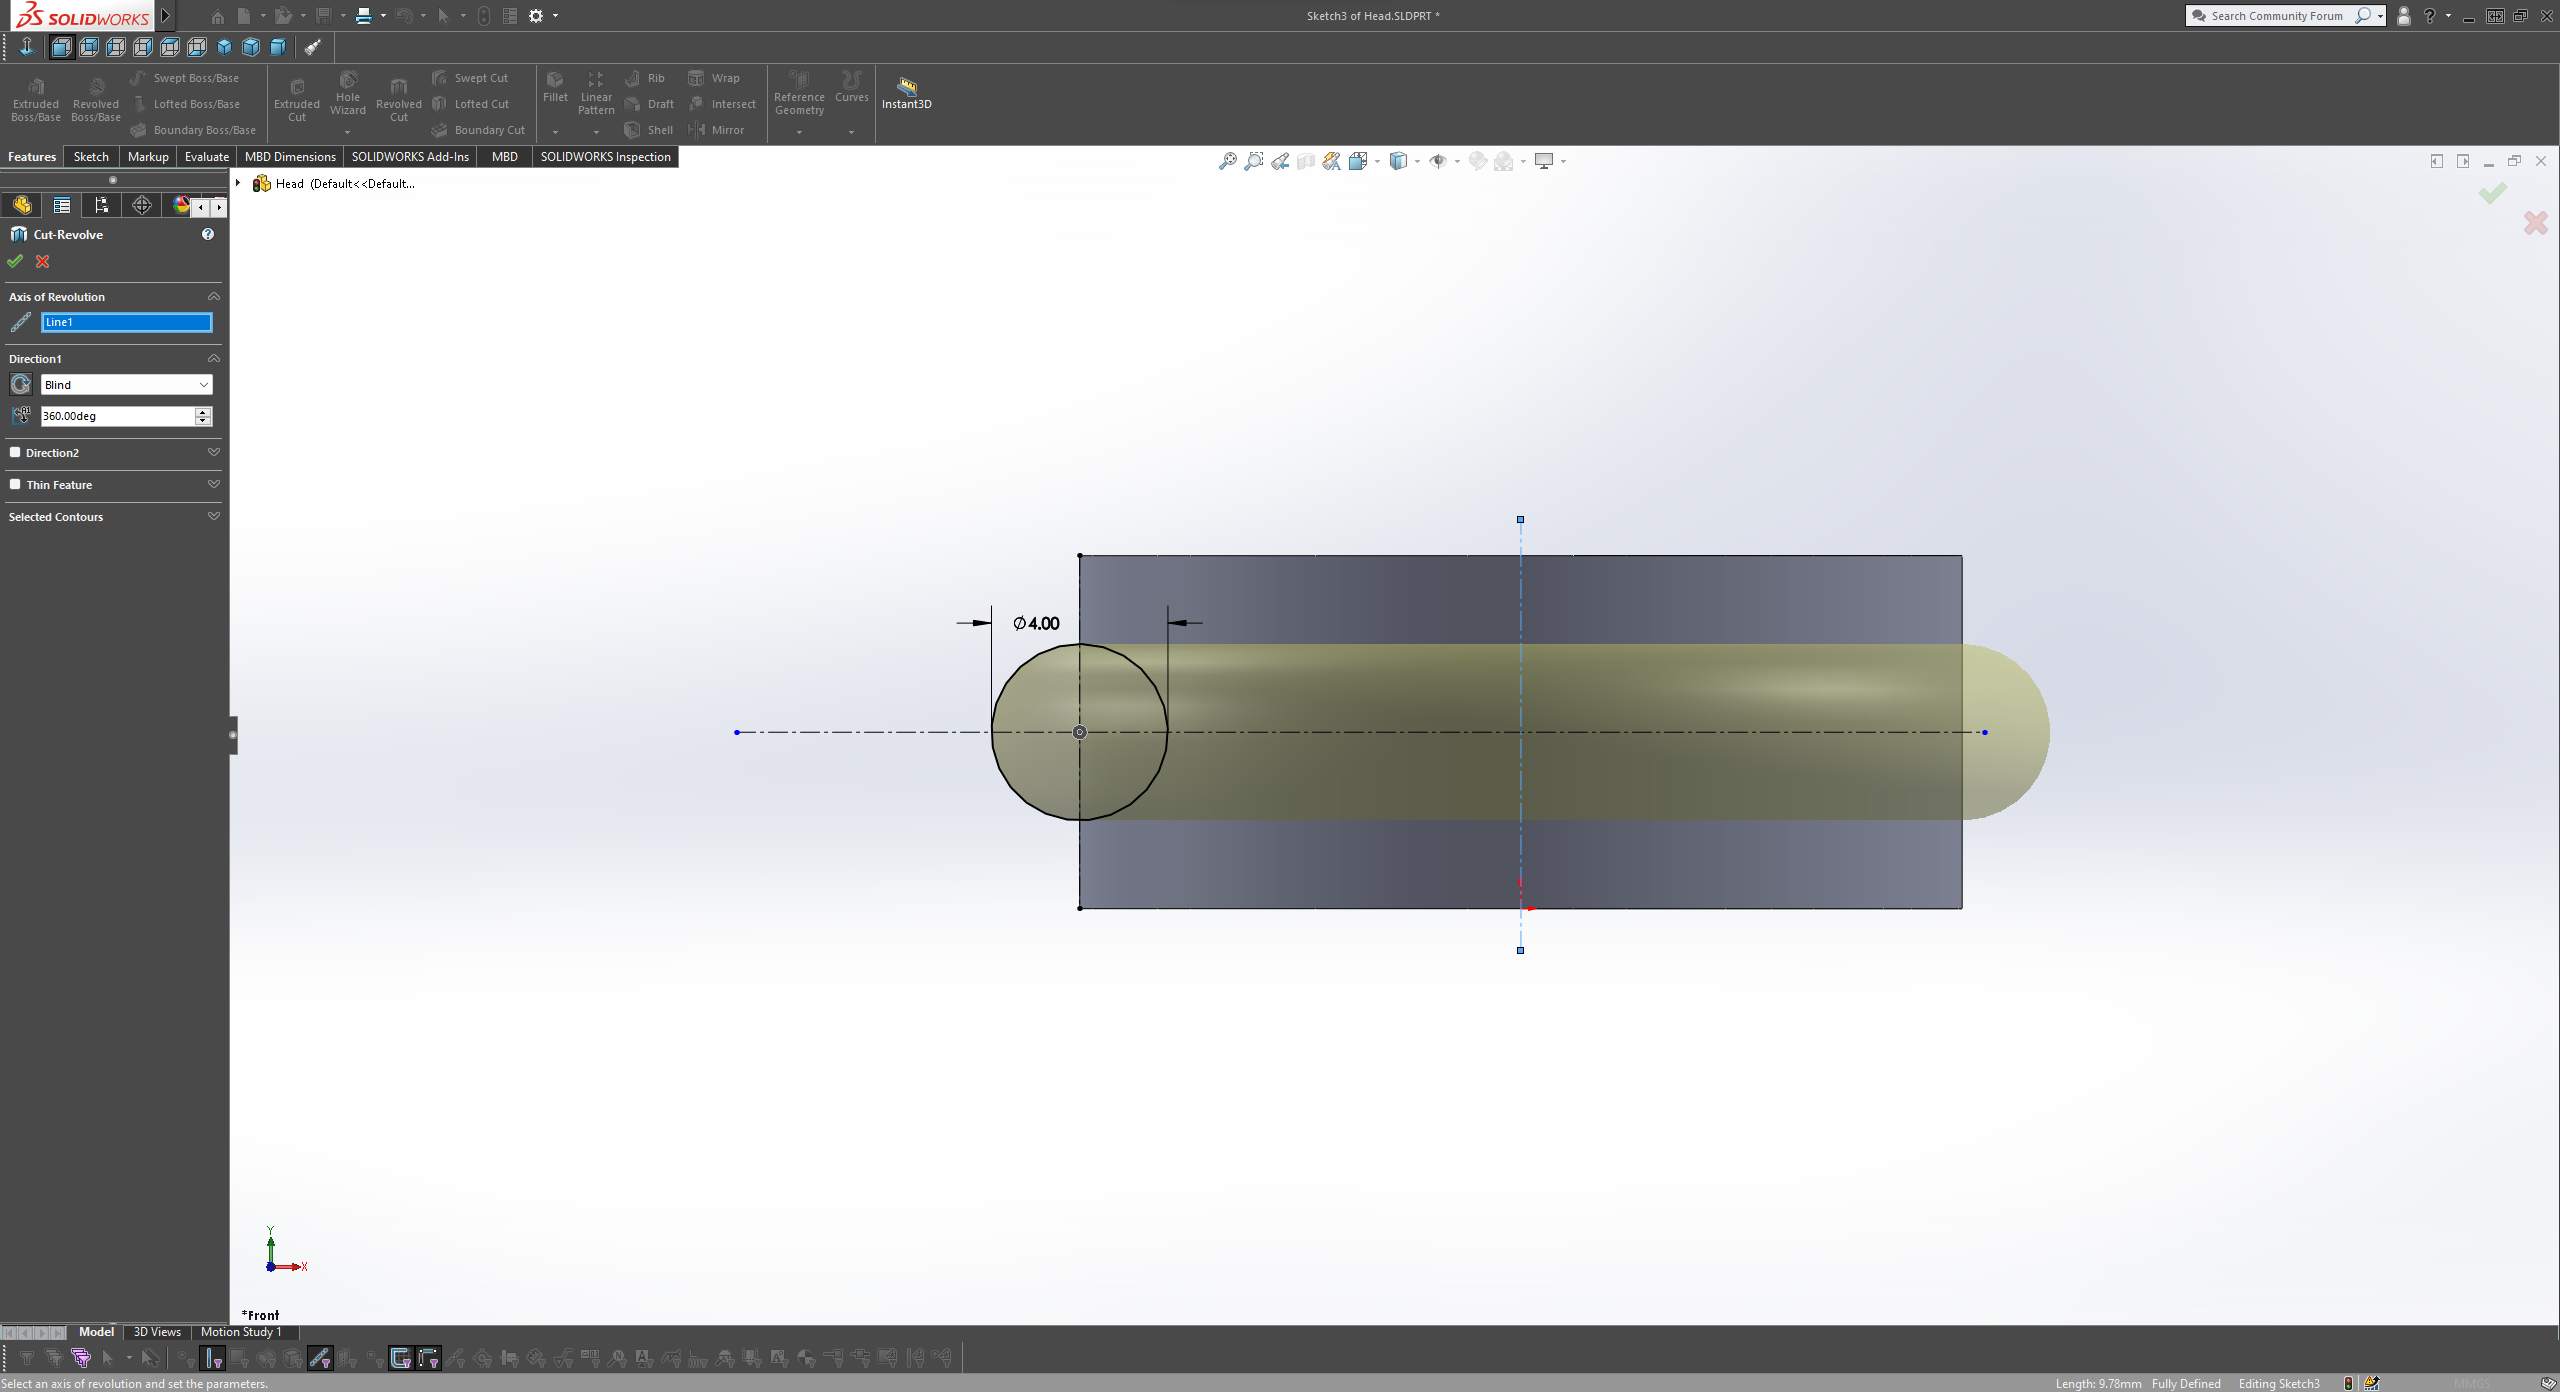 SOLIDWORKS
Sketch3 of Head.SLDPRT *
Search Community Forum
Extruded Boss/Base
Revolved Boss/Base
Swept Boss/Base
Lofted Boss/Base
Boundary Boss/Base
Extruded Cut
Hole Wizard
Revolved Cut
Swept Cut
Lofted Cut
Boundary Cut
Fillet
Linear Pattern
Rib
Draft
Shell
Wrap
Intersect
Mirror
Reference Geometry
Curves
Instant3D
Features
Sketch
Markup
Evaluate
MBD Dimensions
SOLIDWORKS Add-Ins
MBD
SOLIDWORKS Inspection
Head (Default<<Default...
Cut-Revolve
Axis of Revolution
Line1
Direction1
Blind
360.00deg
Direction2
Thin Feature
Selected Contours
Ø4.00
Y
X
*Front
Model
3D Views
Motion Study 1
Select an axis of revolution and set the parameters.
Length: 9.78mm
Fully Defined
Editing Sketch3
MMGS